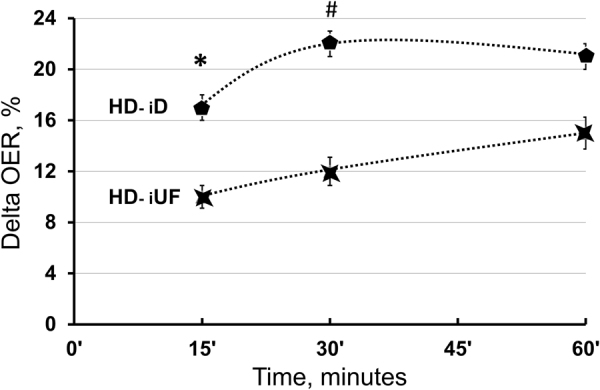 #
24
*
20
HD- iD
16
12
HD- iUF
8
4
0
Delta OER, %
0' 15' 30' 45' 60'
Time, minutes